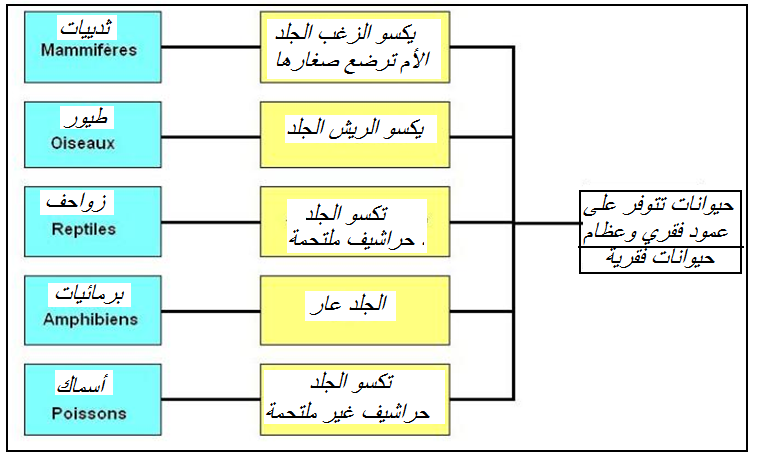 ثدييات
Mammifères
يكسو الزغب الجلد
الأم ترضع صغارها
طيور
Oiseaux
يكسو الريش الجلد
زواحف
Reptiles
تكسو الجلد
حراشيف ملتحمة
برمائيات
Amphibiens
الجلد عار
أسماك
Poissons
تكسو الجلد
حراشيف غير ملتحمة
حيوانات تتوفر على
عمود فقري وعظام
حيوانات فقرية